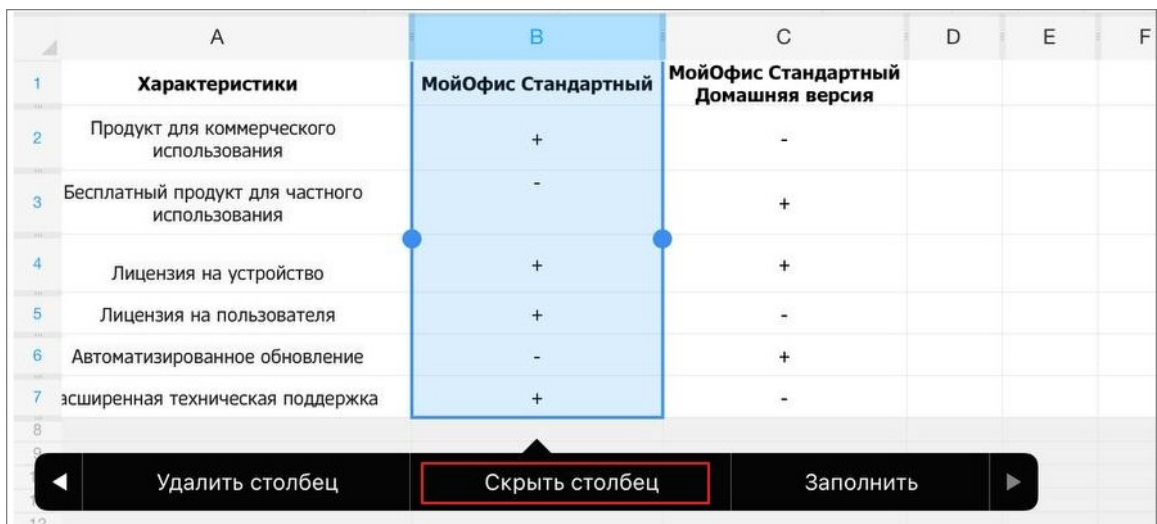 A B C D E F
1 Характеристики МойОфис Стандартный МойОфис Стандартный
Домашняя версия
2 Продукт для коммерческого
использования + -
3 Бесплатный продукт для частного
использования - +
4 Лицензия на устройство + +
5 Лицензия на пользователя + -
6 Автоматизированное обновление - +
7 асширенная техническая поддержка + -
8
Удалить столбец Скрыть столбец Заполнить